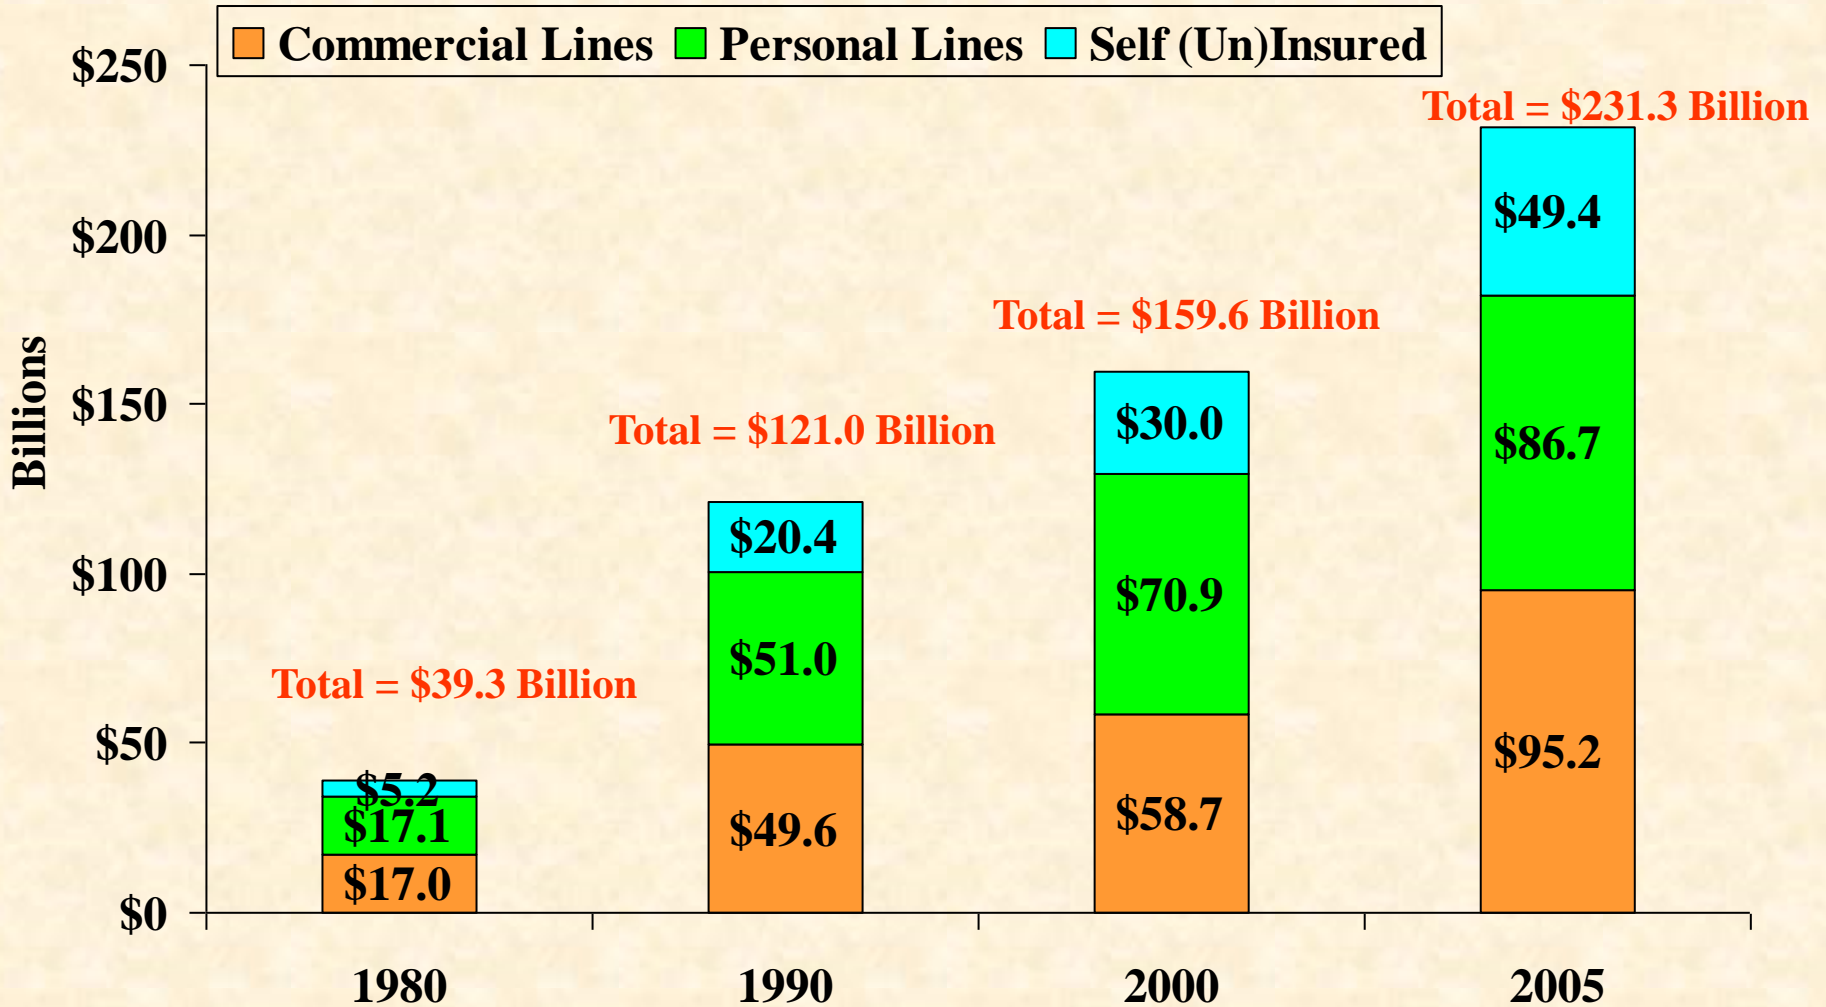 Commercial Lines Personal Lines Self (Un)Insured
$250
$200
$150
$100
$50
$0
Billions
Total = $39.3 Billion
$5.2
$17.1
$17.0
Total = $121.0 Billion
$20.4
$51.0
$49.6
Total = $159.6 Billion
$30.0
$70.9
$58.7
Total = $231.3 Billion
$49.4
$86.7
$95.2
1980 1990 2000 2005